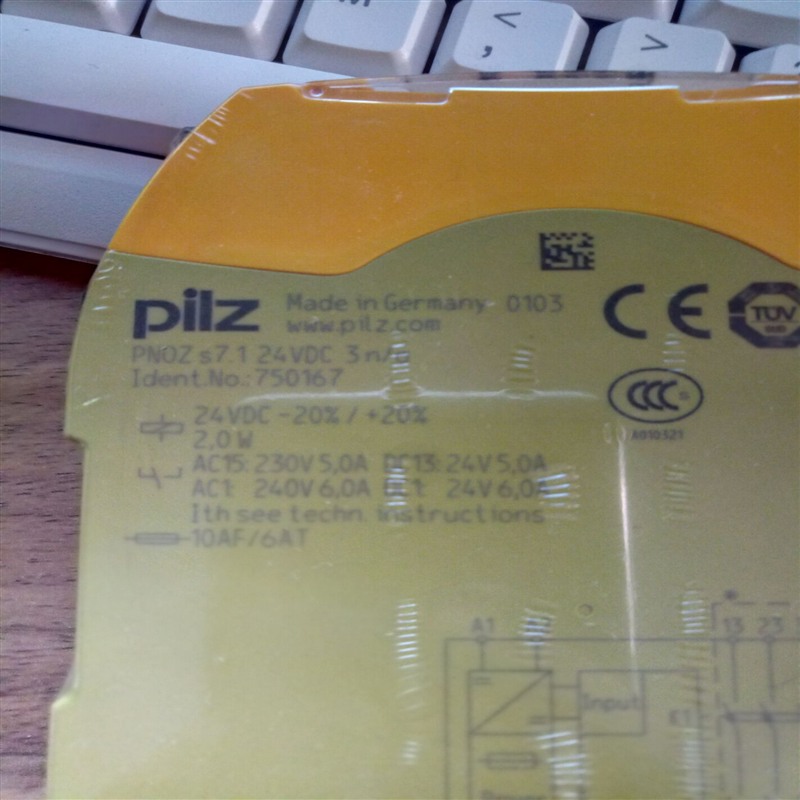 M
<
,
>
pilz
Made in Germany 0103
www.pilz.com
CE
TÜV
PNOZ s7.1 24VDC 3 n/o
Ident.No.: 750167
CCC
S
A010321
24VDC -20% / +20%
2,0 W
AC15: 230V 5,0A DC13: 24V 5,0A
AC1: 240V 6,0A DC1: 24V 6,0A
Ith see techn. instructions
10AF/6AT
*
A1
13 23
Input
K1
Power